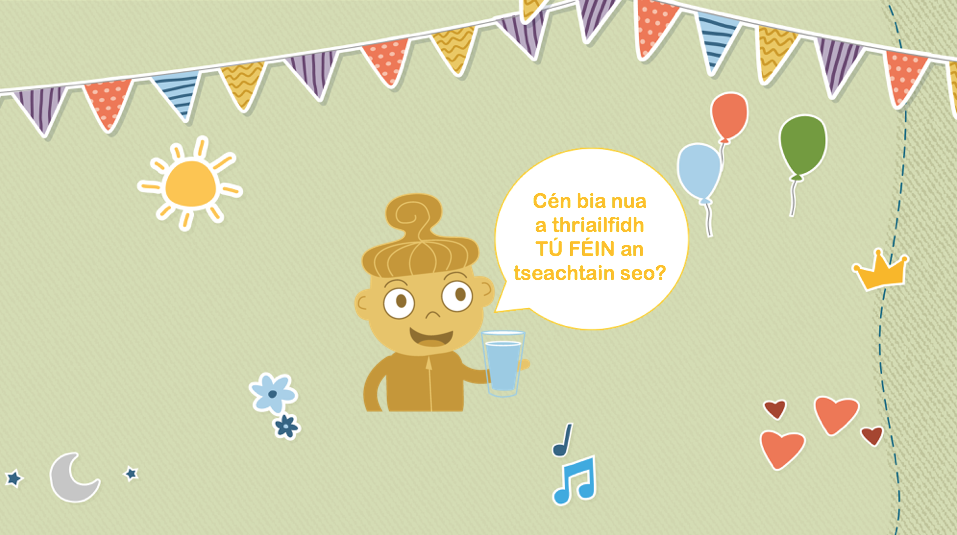 Cén bia nua
a thriailfidh
TÚ FÉIN an
tseachtain seo?